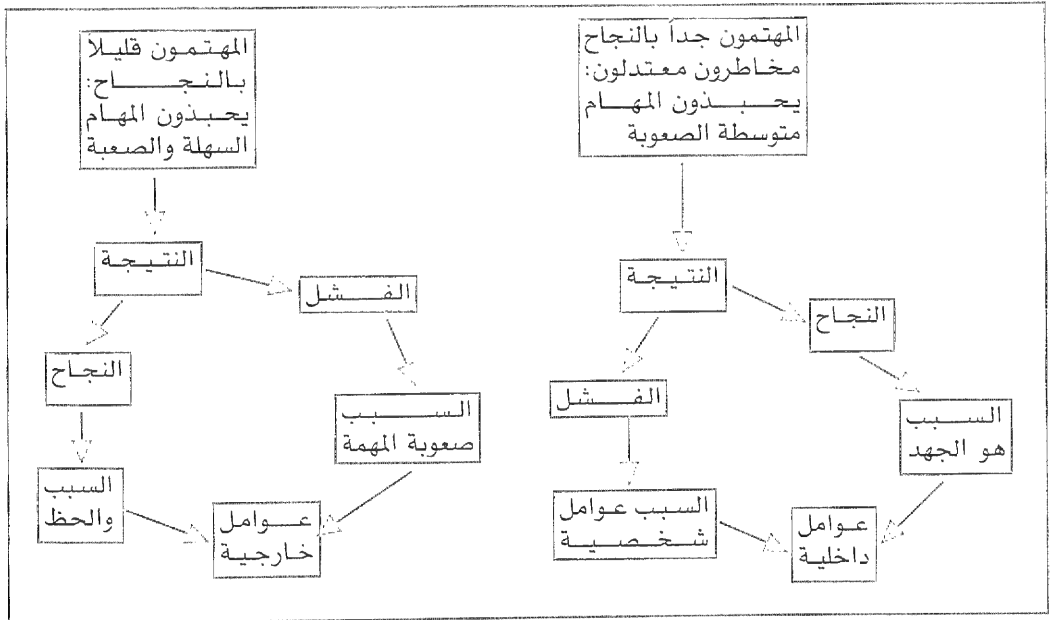 المهتمون جداً بالنجاح
مخاطرون معتدلون:
يحبذون المهام
متوسطة الصعوبة
النتيجة
النجاح
السبب
هو الجهد
الفشل
السبب عوامل
شخصية
عوامل
داخلية
المهتمون قليلاً
بالنجاح:
يحبذون المهام
السهلة والصعبة
النتيجة
الفشل
السبب
صعوبة المهمة
النجاح
السبب
والحظ
عوامل
خارجية